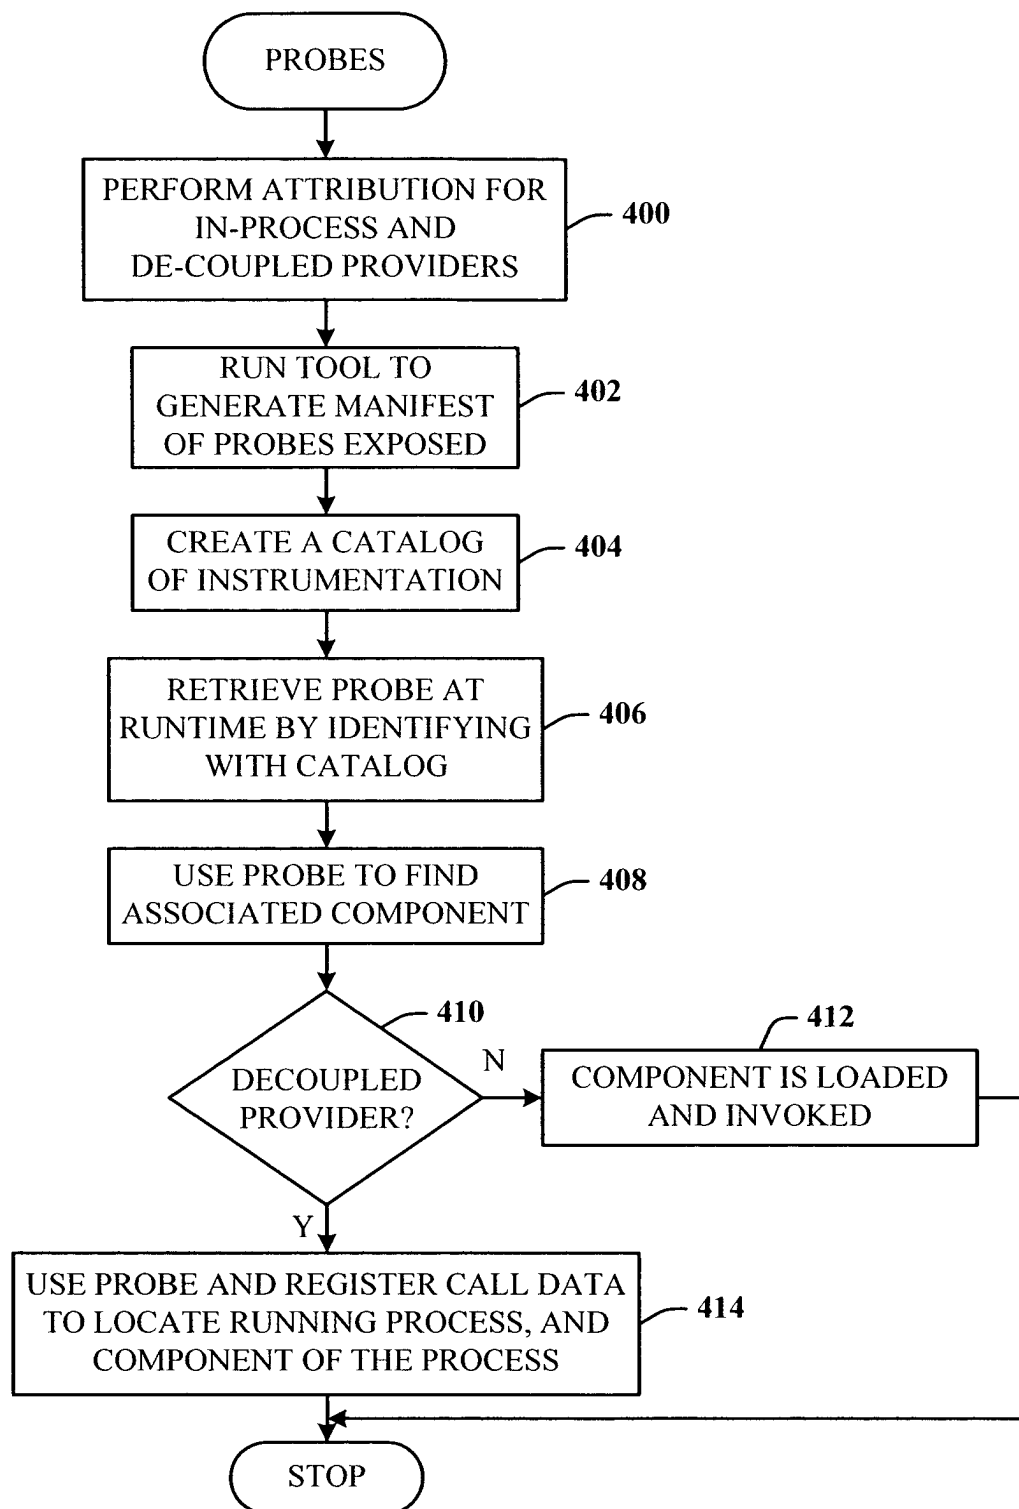 PROBES
PERFORM ATTRIBUTION FOR
IN-PROCESS AND
DE-COUPLED PROVIDERS
400
RUN TOOL TO
GENERATE MANIFEST
OF PROBES EXPOSED
402
CREATE A CATALOG
OF INSTRUMENTATION
404
RETRIEVE PROBE AT
RUNTIME BY IDENTIFYING
WITH CATALOG
406
USE PROBE TO FIND
ASSOCIATED COMPONENT
408
410
DECOUPLED
PROVIDER?
N
412
COMPONENT IS LOADED
AND INVOKED
Y
USE PROBE AND REGISTER CALL DATA
TO LOCATE RUNNING PROCESS, AND
COMPONENT OF THE PROCESS
414
STOP